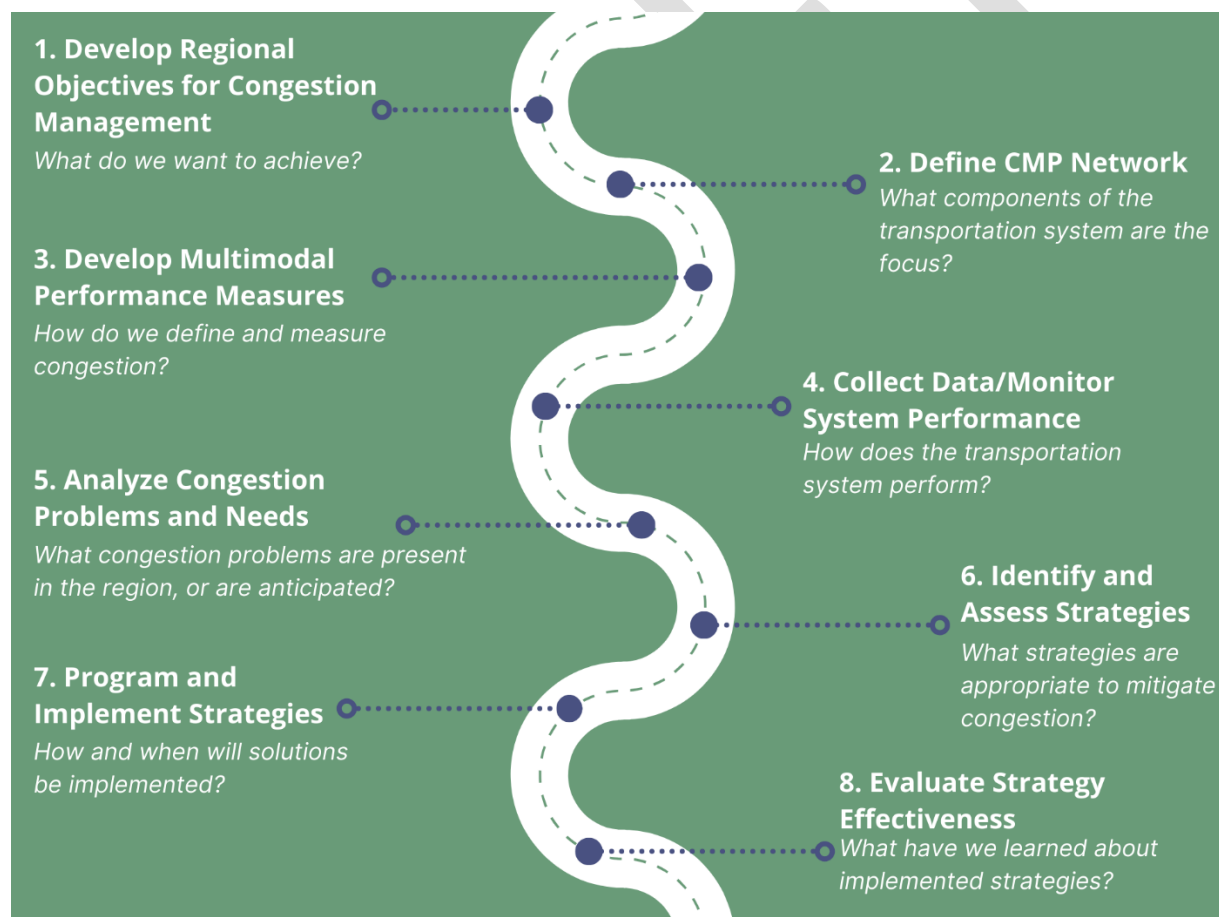 1. Develop Regional
Objectives for Congestion
Management
What do we want to achieve?
2. Define CMP Network
What components of the
transportation system are the
focus?
3. Develop Multimodal
Performance Measures
How do we define and measure
congestion?
4. Collect Data/Monitor
System Performance
How does the transportation
system perform?
5. Analyze Congestion
Problems and Needs
What congestion problems are present
in the region, or are anticipated?
6. Identify and
Assess Strategies
What strategies are
appropriate to mitigate
congestion?
7. Program and
Implement Strategies
How and when will solutions
be implemented?
8. Evaluate Strategy
Effectiveness
What have we learned about
implemented strategies?